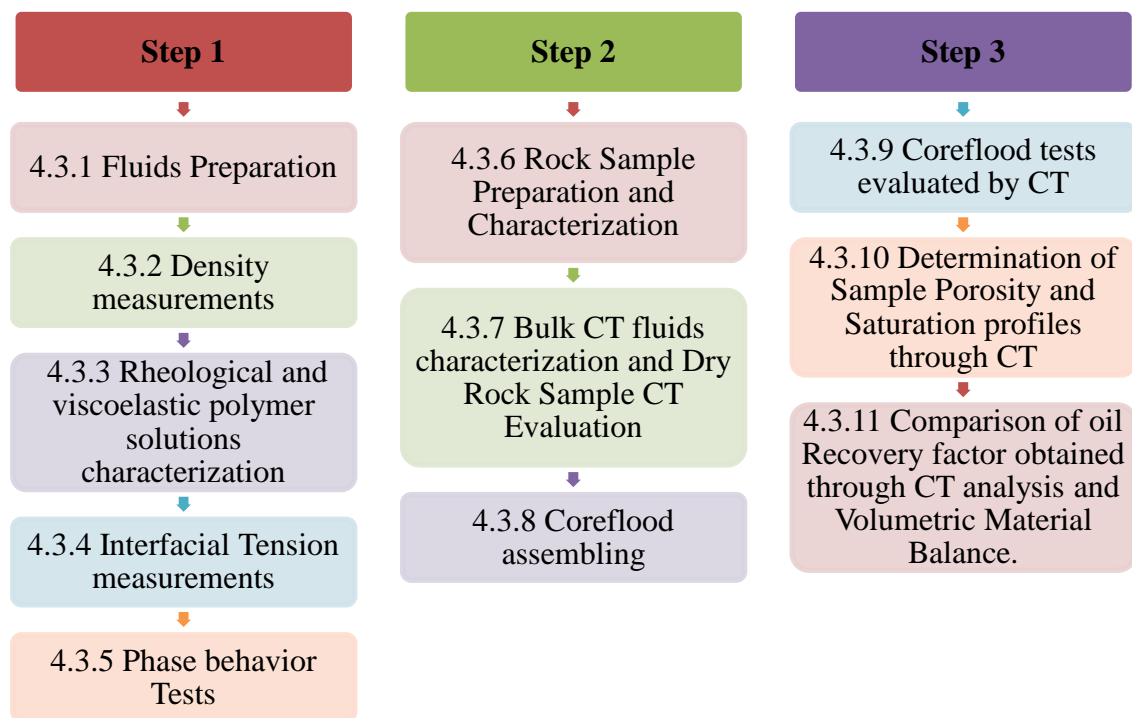 Step 1
4.3.1 Fluids Preparation
4.3.2 Density
measurements
4.3.3 Rheological and
viscoelastic polymer
solutions
characterization
4.3.4 Interfacial Tension
measurements
4.3.5 Phase behavior
Tests
Step 2
4.3.6 Rock Sample
Preparation and
Characterization
4.3.7 Bulk CT fluids
characterization and Dry
Rock Sample CT
Evaluation
4.3.8 Coreflood
assembling
Step 3
4.3.9 Coreflood tests
evaluated by CT
4.3.10 Determination of
Sample Porosity and
Saturation profiles
through CT
4.3.11 Comparison of oil
Recovery factor obtained
through CT analysis and
Volumetric Material
Balance.